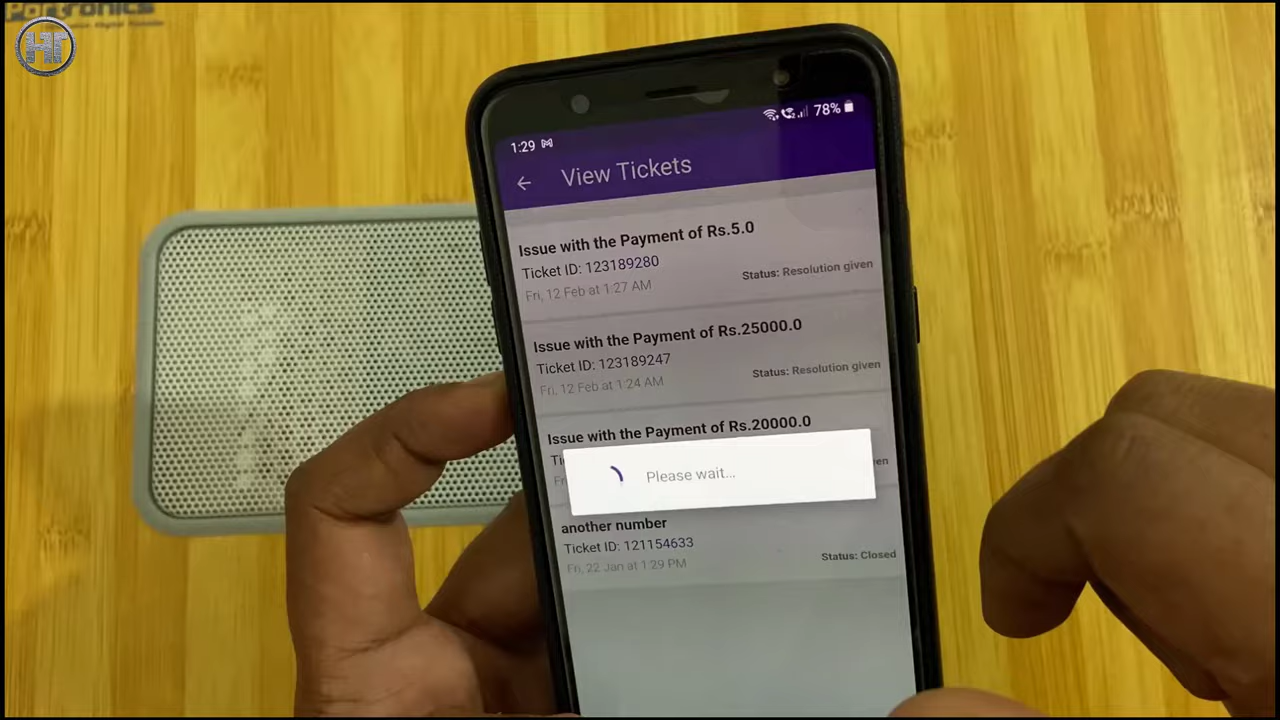 PORTRONICS
HT
1:29
78%
View Tickets
Issue with the Payment of Rs.5.0
Ticket ID: 123189280
Fri, 12 Feb at 1:27 AM
Status: Resolution given
Issue with the Payment of Rs.25000.0
Ticket ID: 123189247
Fri, 12 Feb at 1:24 AM
Status: Resolution given
Issue with the Payment of Rs.20000.0
Please wait...
another number
Ticket ID: 121154633
Fri, 22 Jan at 1:29 PM
Status: Closed